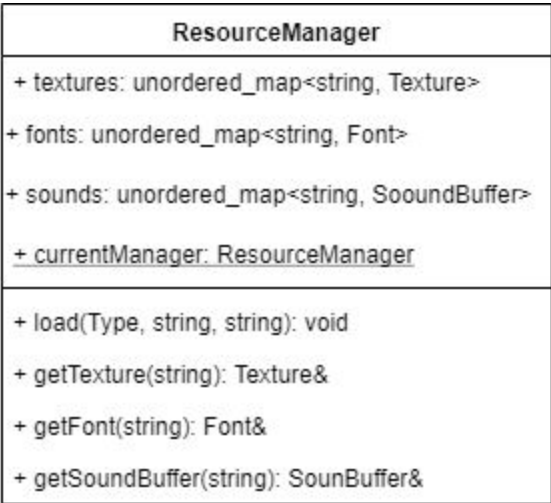 ResourceManager
+ textures: unordered_map<string, Texture>
+ fonts: unordered_map<string, Font>
+ sounds: unordered_map<string, SooundBuffer>
+ currentManager: ResourceManager
+ load(Type, string, string): void
+ getTexture(string): Texture&
+ getFont(string): Font&
+ getSoundBuffer(string): SounBuffer&